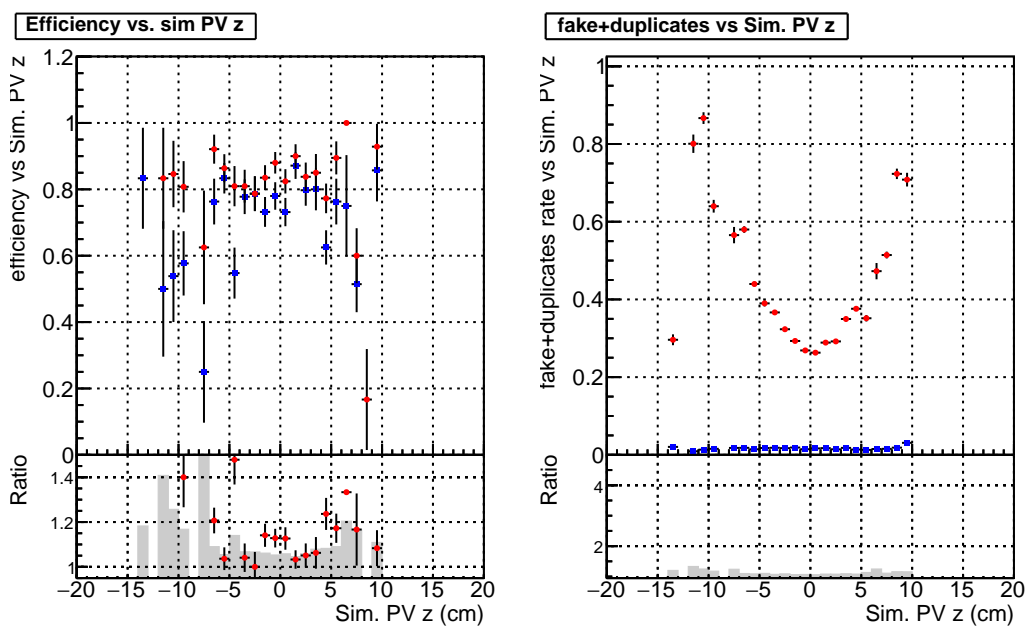 Efficiency vs. sim PV z
efficiency vs Sim. PV z
1.2
1
0.8
0.6
0.4
0.2
0
Ratio
1.4
1.2
1
−20 −15 −10 −5 0 5 10 15 20
Sim. PV z (cm)
fake+duplicates vs Sim. PV z
fake+duplicates rate vs Sim. PV z
1
0.8
0.6
0.4
0.2
0
Ratio
4
2
−20 −15 −10 −5 0 5 10 15 20
Sim. PV z (cm)